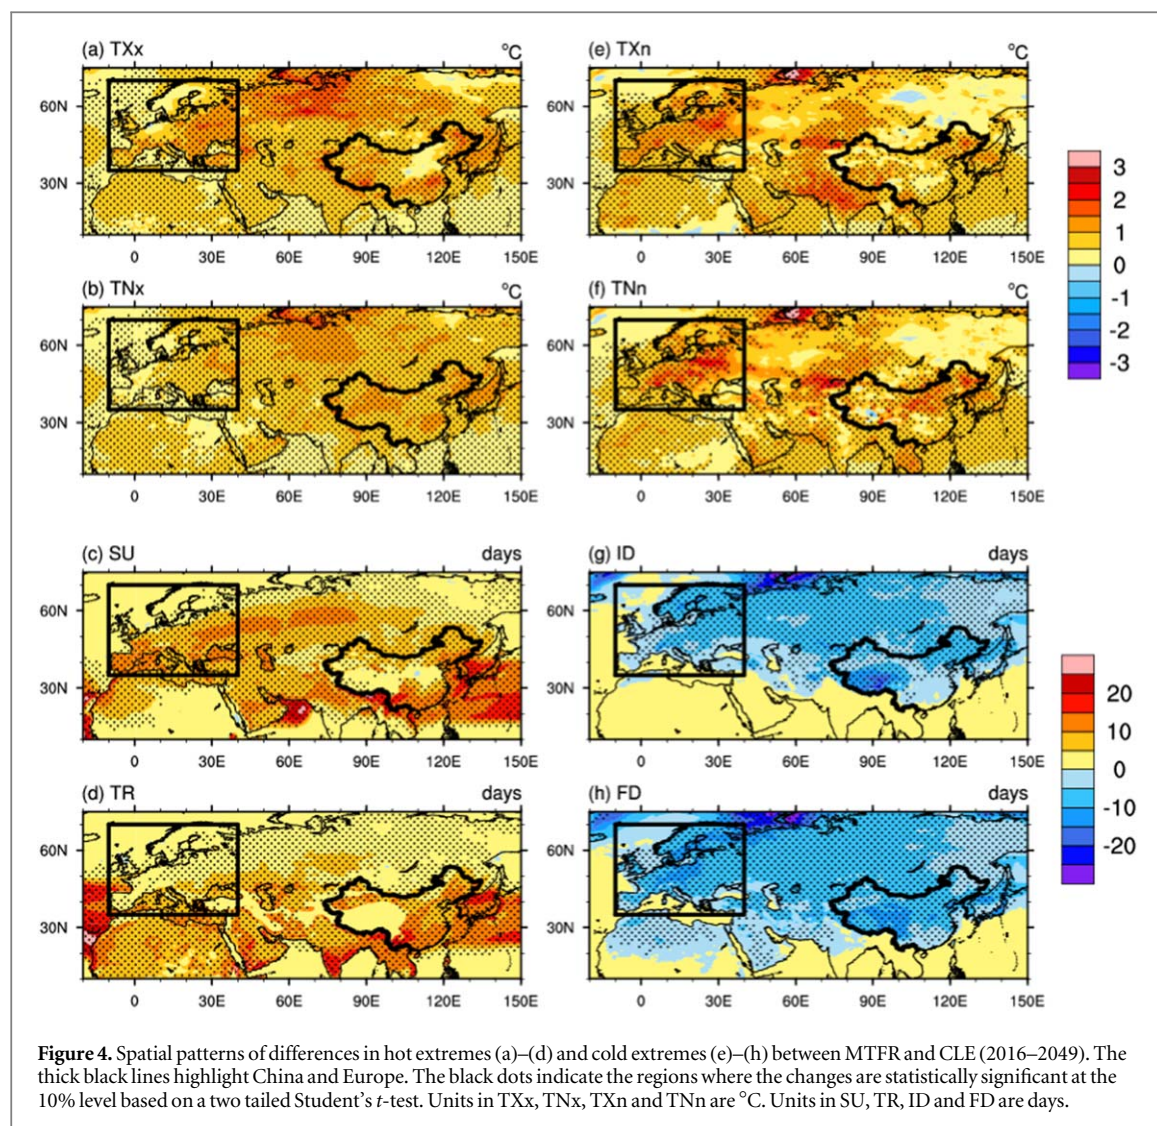 (a) TXx °C
60N
30N
0 30E 60E 90E 120E 150E
(e) TXn °C
60N
30N
0 30E 60E 90E 120E 150E
(b) TNx °C
60N
30N
0 30E 60E 90E 120E 150E
(f) TNn °C
60N
30N
0 30E 60E 90E 120E 150E
3
2
1
0
-1
-2
-3
(c) SU days
60N
30N
0 30E 60E 90E 120E 150E
(g) ID days
60N
30N
0 30E 60E 90E 120E 150E
(d) TR days
60N
30N
0 30E 60E 90E 120E 150E
(h) FD days
60N
30N
0 30E 60E 90E 120E 150E
20
10
0
-10
-20
Figure 4. Spatial patterns of differences in hot extremes (a)–(d) and cold extremes (e)–(h) between MTFR and CLE (2016–2049). The
thick black lines highlight China and Europe. The black dots indicate the regions where the changes are statistically significant at the
10% level based on a two tailed Student's t-test. Units in TXx, TNx, TXn and TNn are °C. Units in SU, TR, ID and FD are days.